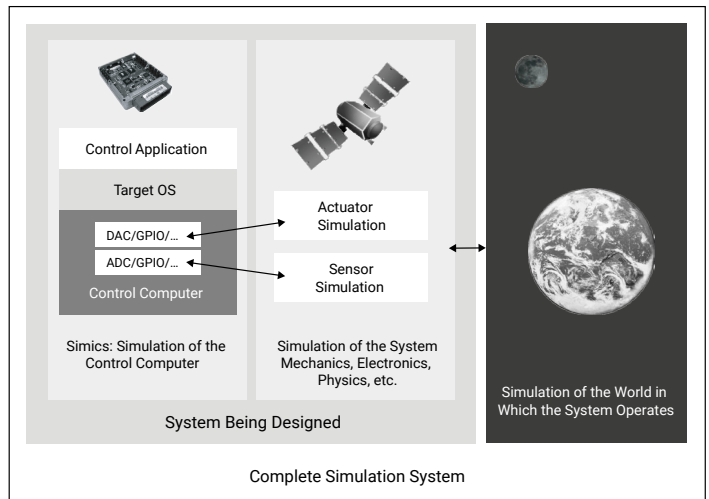 Control Application
Target OS
DAC/GPIO/...
ADC/GPIO/...
Control Computer
Simics: Simulation of the
Control Computer
Actuator
Simulation
Sensor
Simulation
Simulation of the System
Mechanics, Electronics,
Physics, etc.
System Being Designed
Simulation of the World in
Which the System Operates
Complete Simulation System